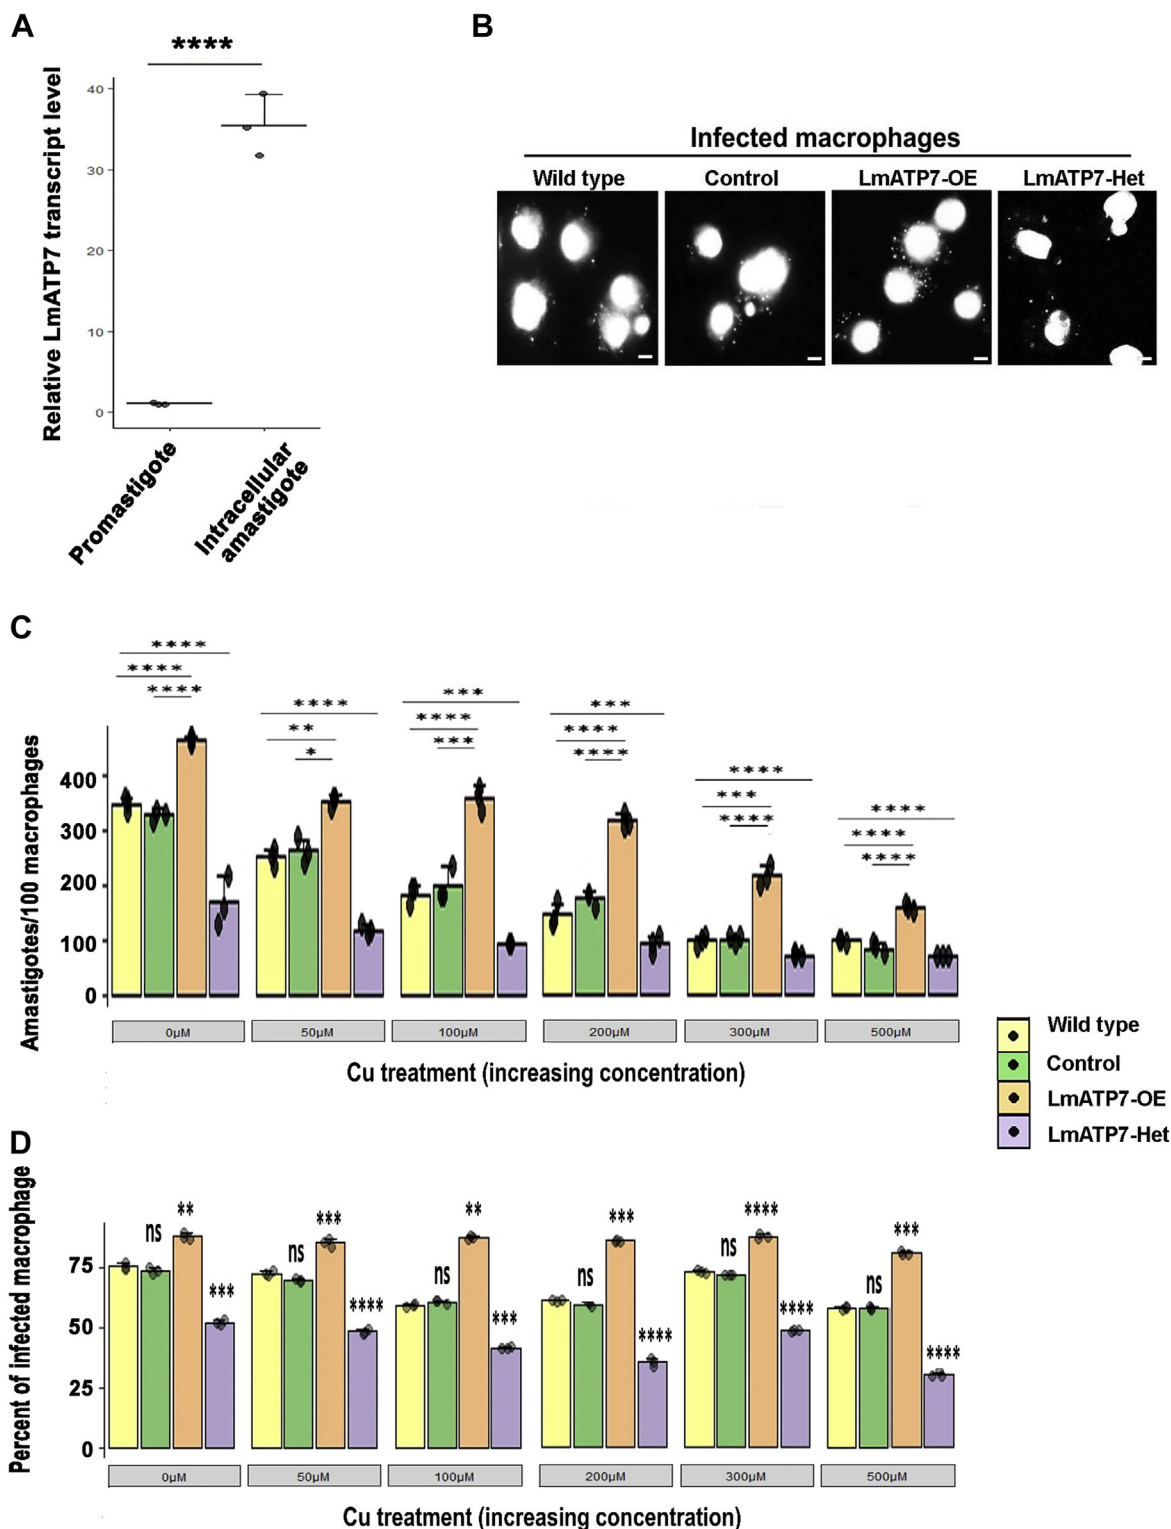 A
B
****
Relative LmATP7 transcript level
40
30
20
10
0
Promastigote
Intracellular
amastigote
Infected macrophages
Wild type
Control
LmATP7-OE
LmATP7-Het
C
Amastigotes/100 macrophages
400
300
200
100
0
****
****
****
****
**
*
***
****
***
***
****
****
****
***
****
****
****
****
0µM
50µM
100µM
200µM
300µM
500µM
Cu treatment (increasing concentration)
Wild type
Control
LmATP7-OE
LmATP7-Het
D
Percent of infected macrophage
75
50
25
0
ns
**
***
ns
***
****
ns
**
***
ns
***
****
ns
****
****
ns
***
****
0µM
50µM
100µM
200µM
300µM
500µM
Cu treatment (increasing concentration)